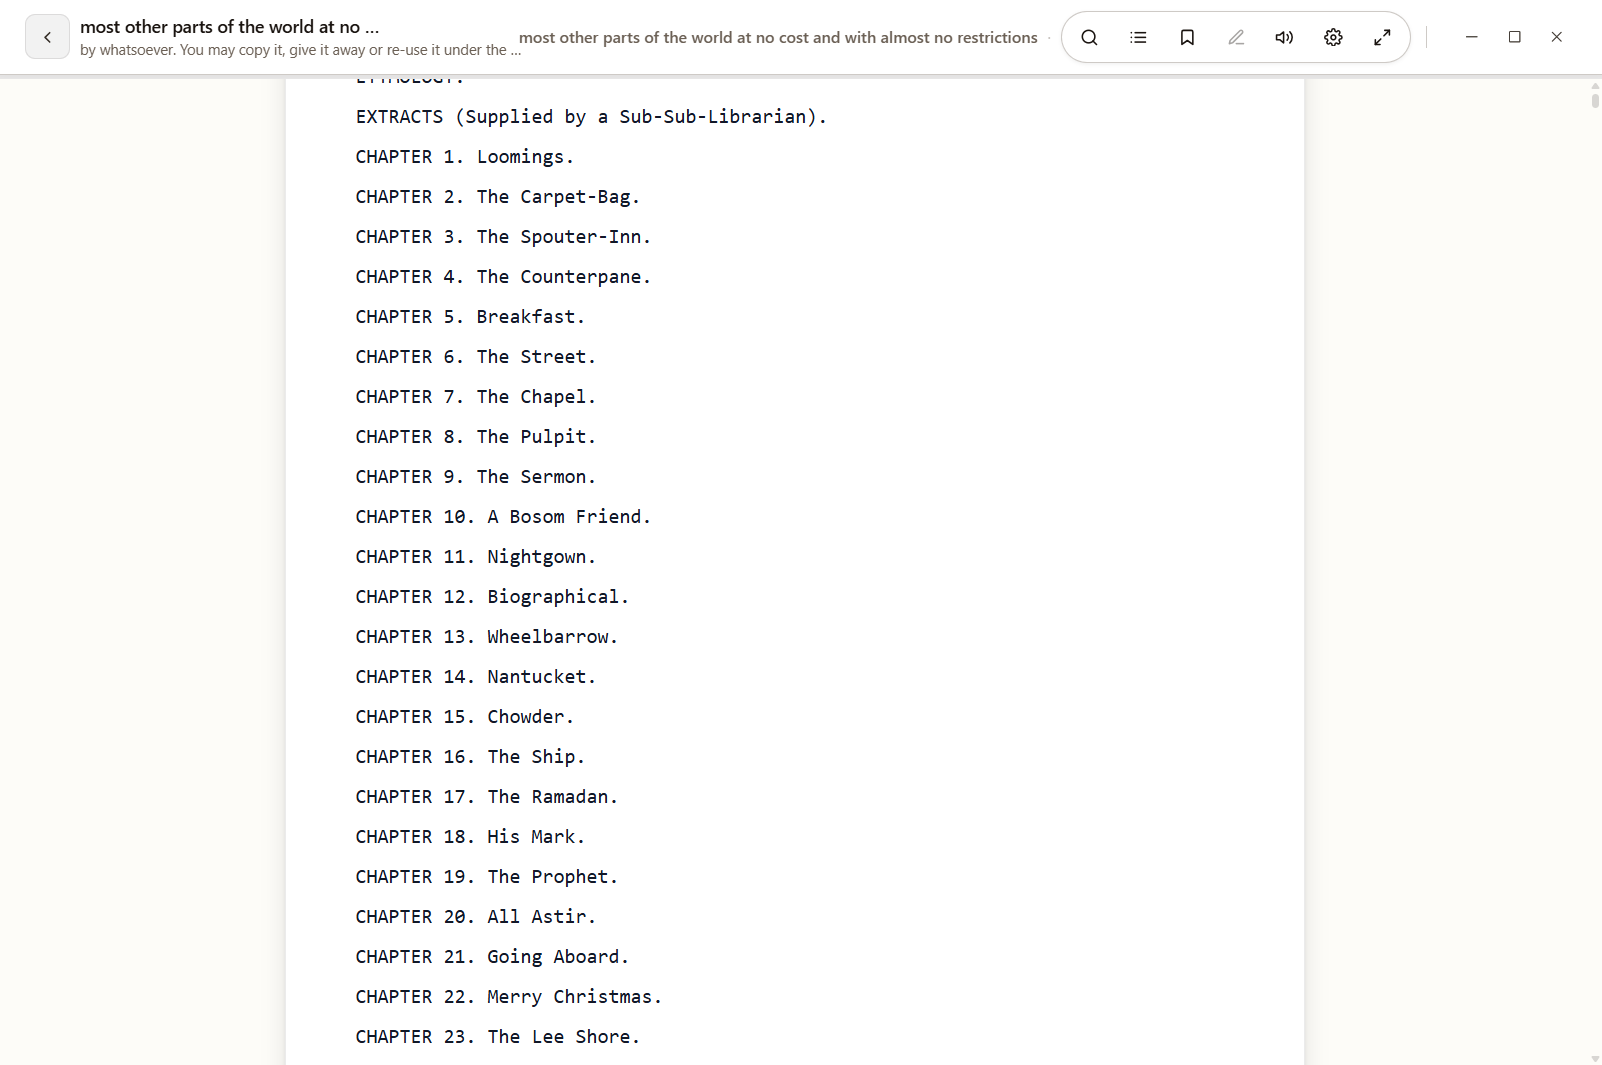 most other parts of the world at no ...
by whatsoever. You may copy it, give it away or re-use it under the ...
most other parts of the world at no cost and with almost no restrictions
EXTRACTS (Supplied by a Sub-Sub-Librarian).
CHAPTER 1. Loomings.
CHAPTER 2. The Carpet-Bag.
CHAPTER 3. The Spouter-Inn.
CHAPTER 4. The Counterpane.
CHAPTER 5. Breakfast.
CHAPTER 6. The Street.
CHAPTER 7. The Chapel.
CHAPTER 8. The Pulpit.
CHAPTER 9. The Sermon.
CHAPTER 10. A Bosom Friend.
CHAPTER 11. Nightgown.
CHAPTER 12. Biographical.
CHAPTER 13. Wheelbarrow.
CHAPTER 14. Nantucket.
CHAPTER 15. Chowder.
CHAPTER 16. The Ship.
CHAPTER 17. The Ramadan.
CHAPTER 18. His Mark.
CHAPTER 19. The Prophet.
CHAPTER 20. All Astir.
CHAPTER 21. Going Aboard.
CHAPTER 22. Merry Christmas.
CHAPTER 23. The Lee Shore.